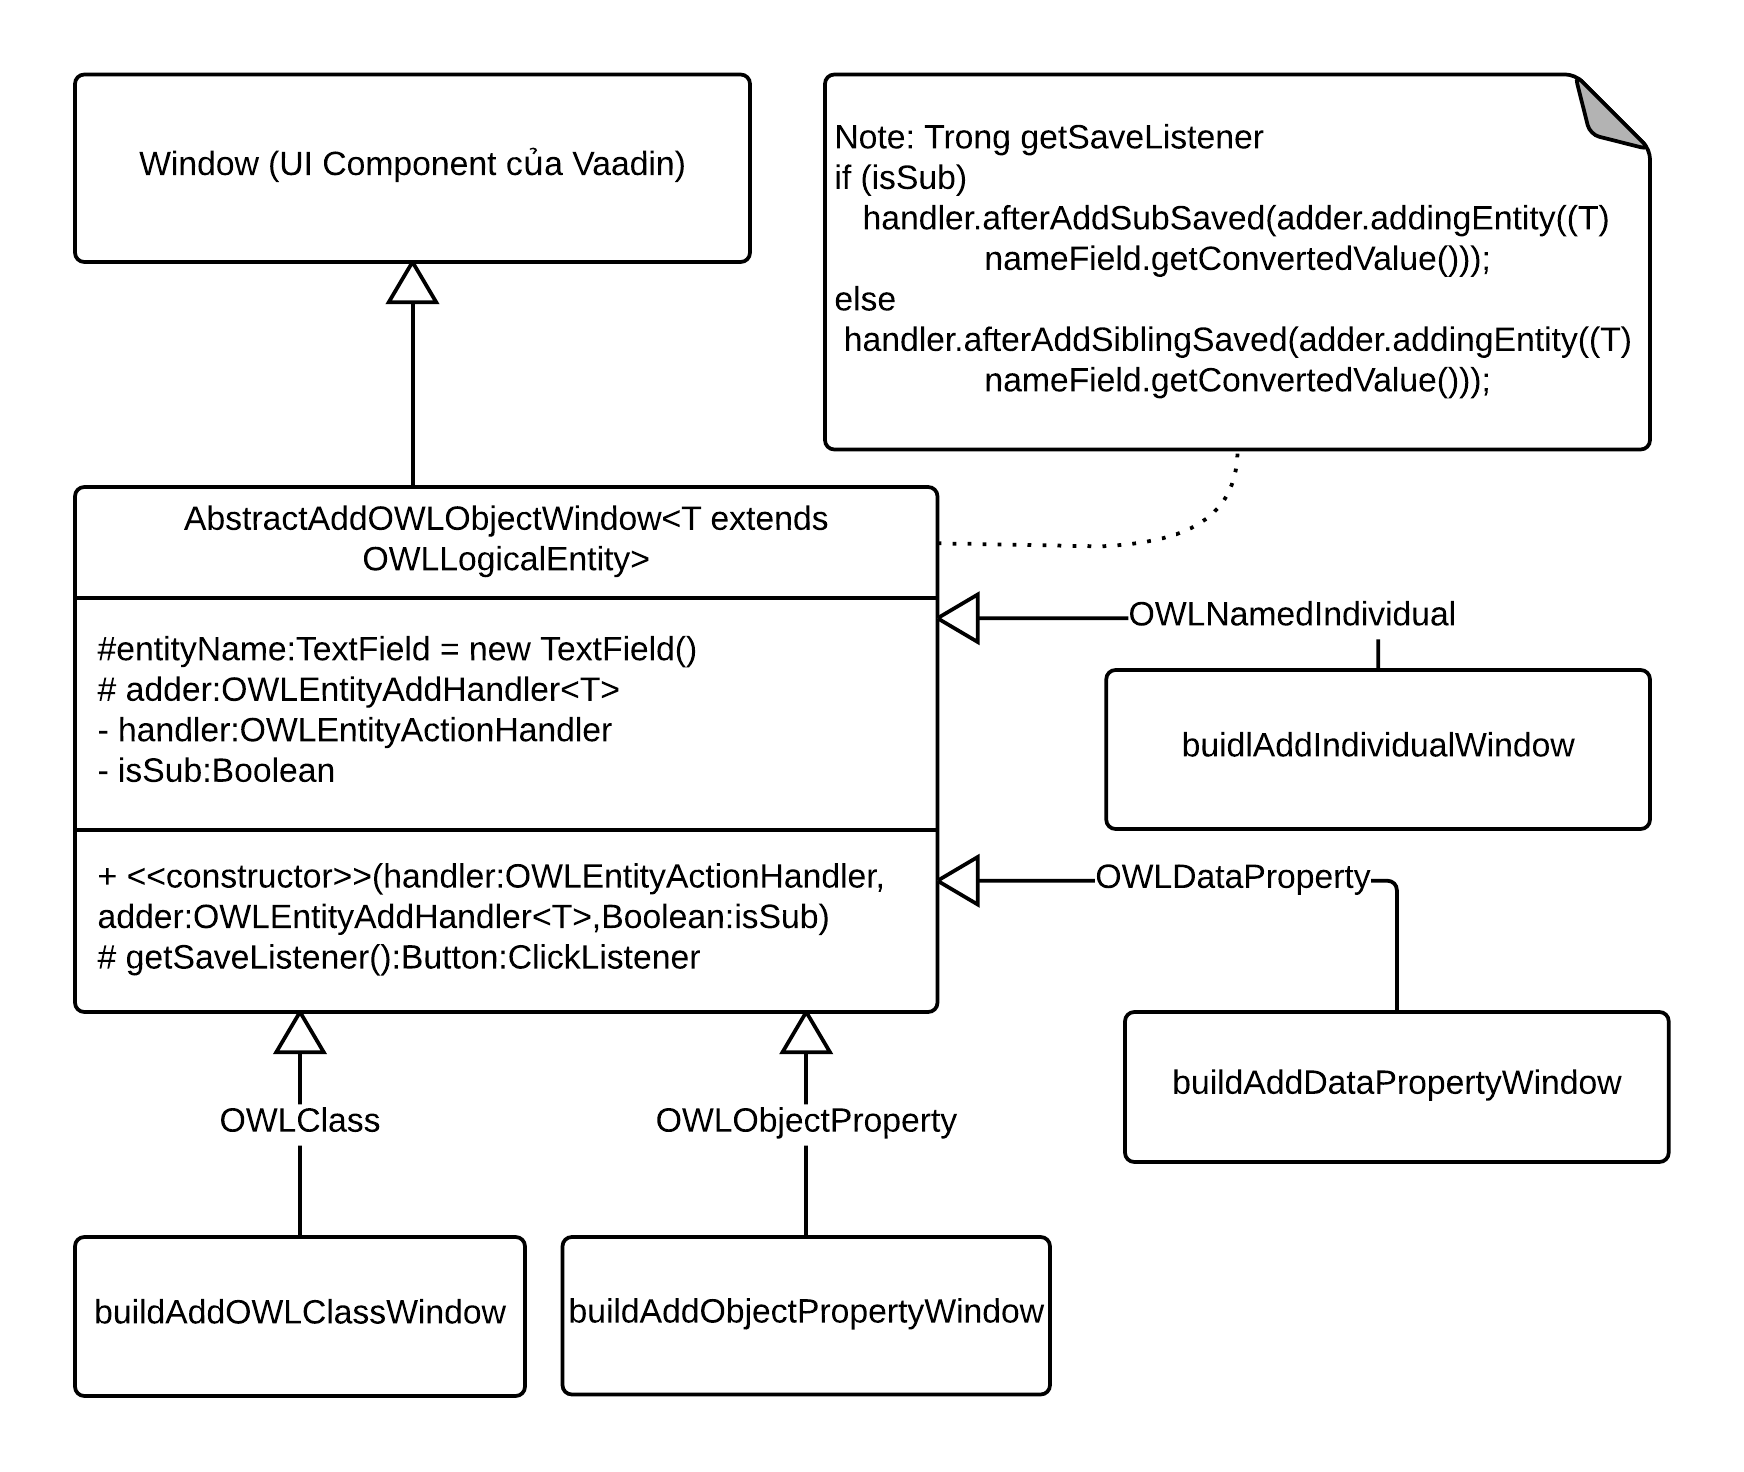 Window (UI Component của Vaadin)
Note: Trong getSaveListener
if (isSub)
handler.afterAddSubSaved(adder.addingEntity((T)
nameField.getConvertedValue()));
else
handler.afterAddSiblingSaved(adder.addingEntity((T)
nameField.getConvertedValue()));
AbstractAddOWLObjectWindow<T extends
OWLLogicalEntity>
#entityName:TextField = new TextField()
# adder:OWLEntityAddHandler<T>
- handler:OWLEntityActionHandler
- isSub:Boolean
+ <<constructor>>(handler:OWLEntityActionHandler,
adder:OWLEntityAddHandler<T>,Boolean:isSub)
# getSaveListener():Button:ClickListener
OWLNamedIndividual
buidlAddIndividualWindow
OWLDataProperty
buildAddDataPropertyWindow
OWLClass
OWLObjectProperty
buildAddOWLClassWindow
buildAddObjectPropertyWindow